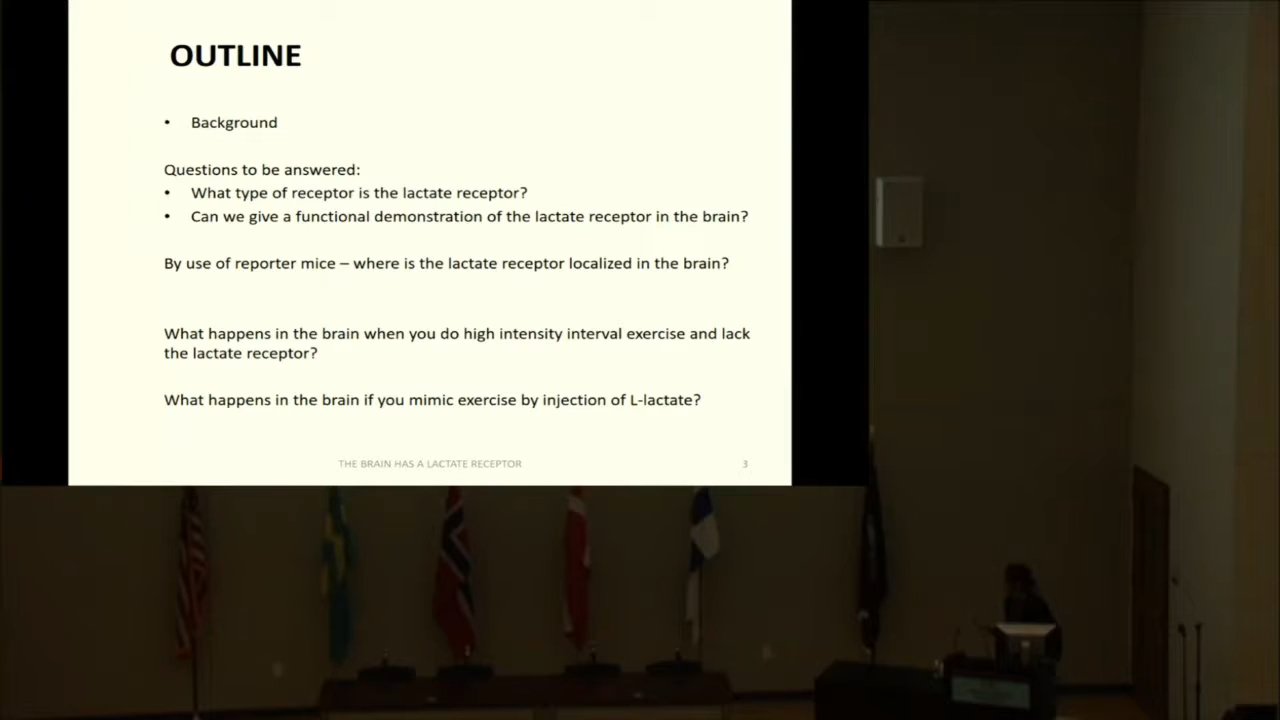 OUTLINE
• Background
Questions to be answered:
• What type of receptor is the lactate receptor?
• Can we give a functional demonstration of the lactate receptor in the brain?
By use of reporter mice – where is the lactate receptor localized in the brain?
What happens in the brain when you do high intensity interval exercise and lack
the lactate receptor?
What happens in the brain if you mimic exercise by injection of L-lactate?
THE BRAIN HAS A LACTATE RECEPTOR
3